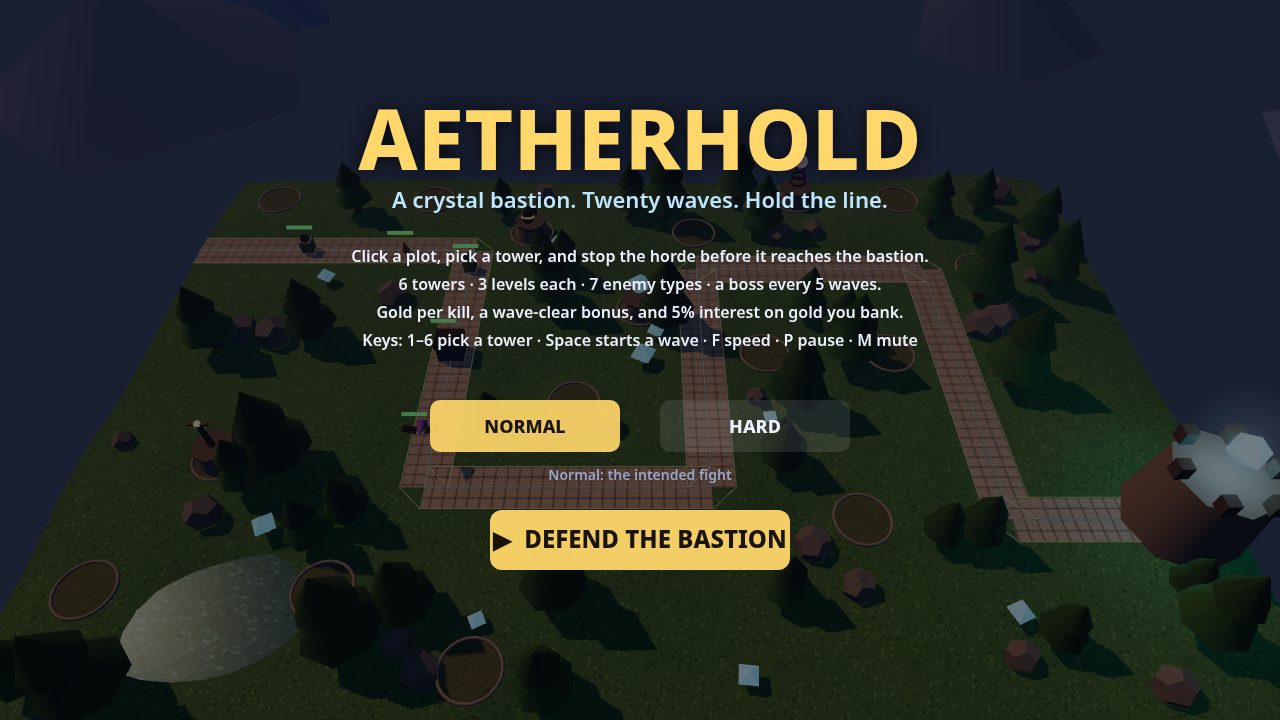 AETHERHOLD
A crystal bastion. Twenty waves. Hold the line.
Click a plot, pick a tower, and stop the horde before it reaches the bastion.
6 towers · 3 levels each · 7 enemy types · a boss every 5 waves.
Gold per kill, a wave-clear bonus, and 5% interest on gold you bank.
Keys: 1–6 pick a tower · Space starts a wave · F speed · P pause · M mute
NORMAL
HARD
Normal: the intended fight
▶ DEFEND THE BASTION